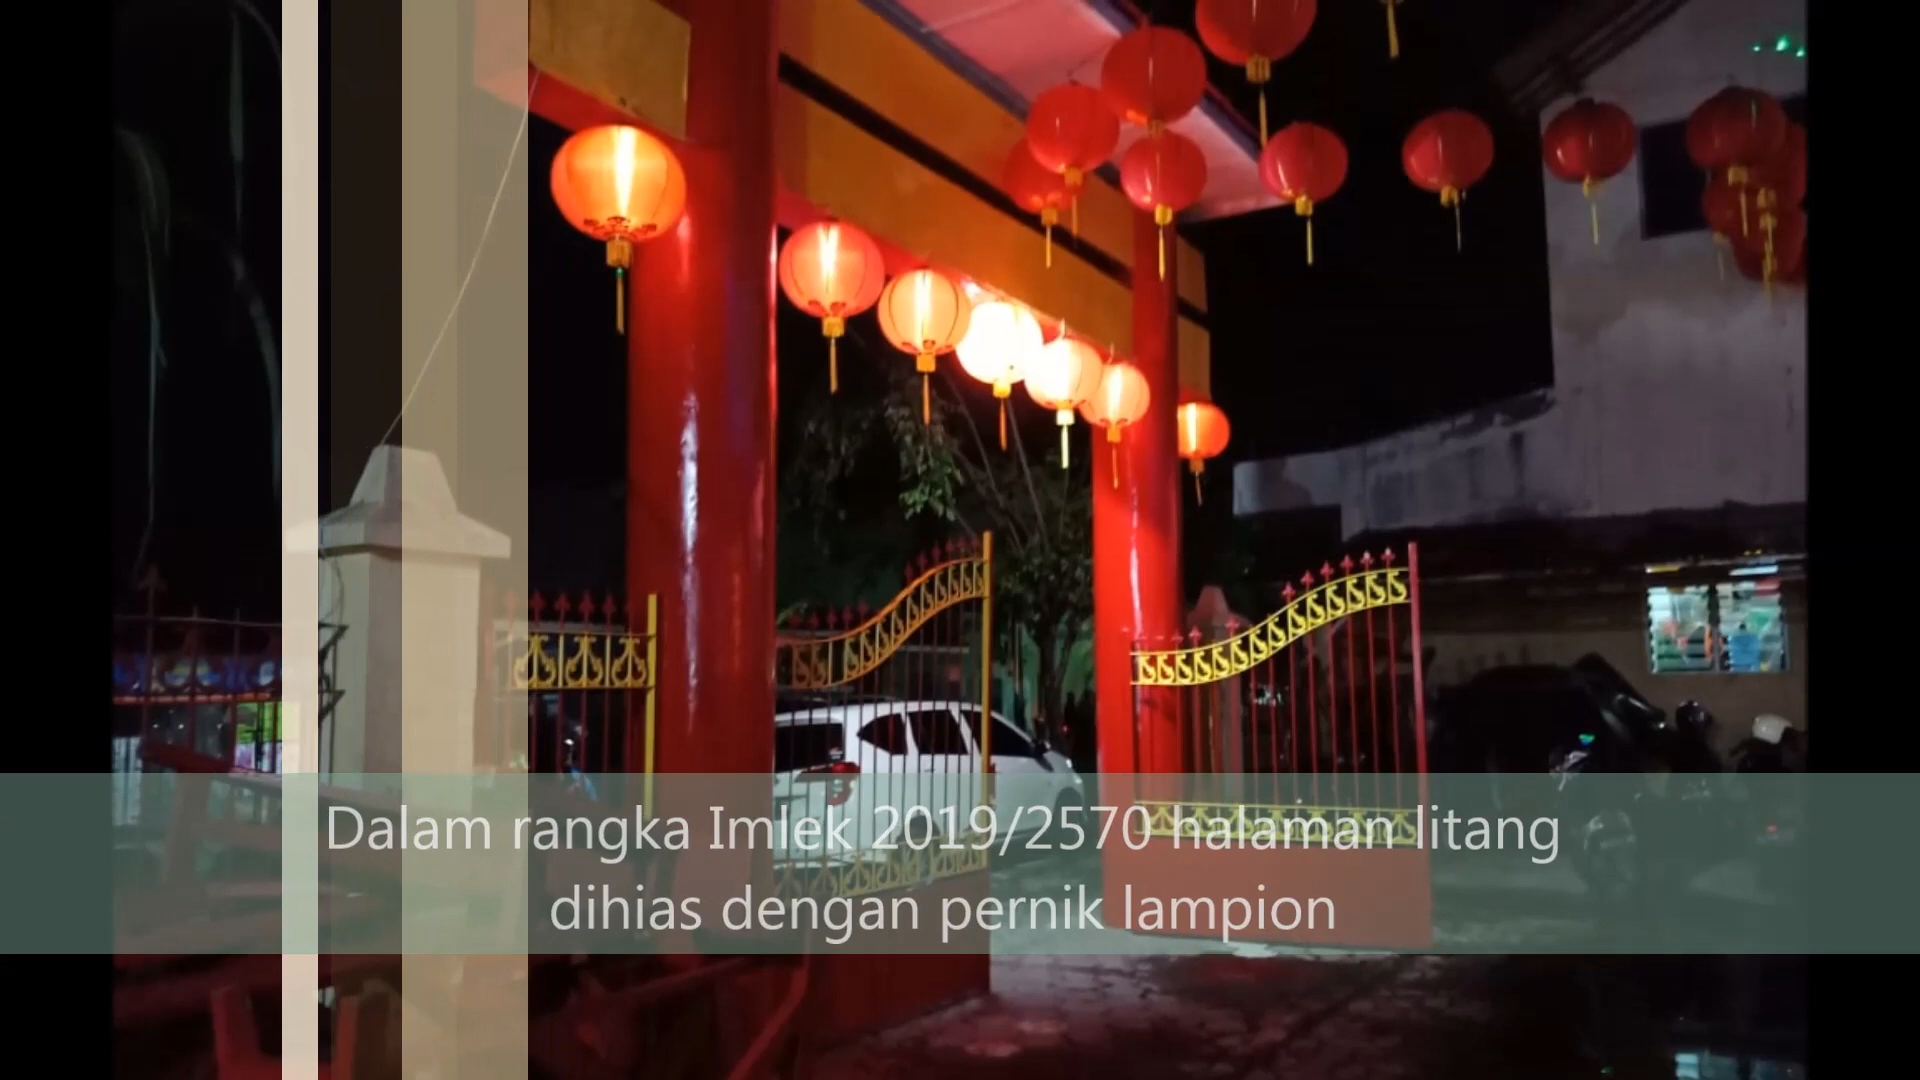 Dalam rangka Imlek 2019/2570 halaman litang
dihias dengan pernik lampion